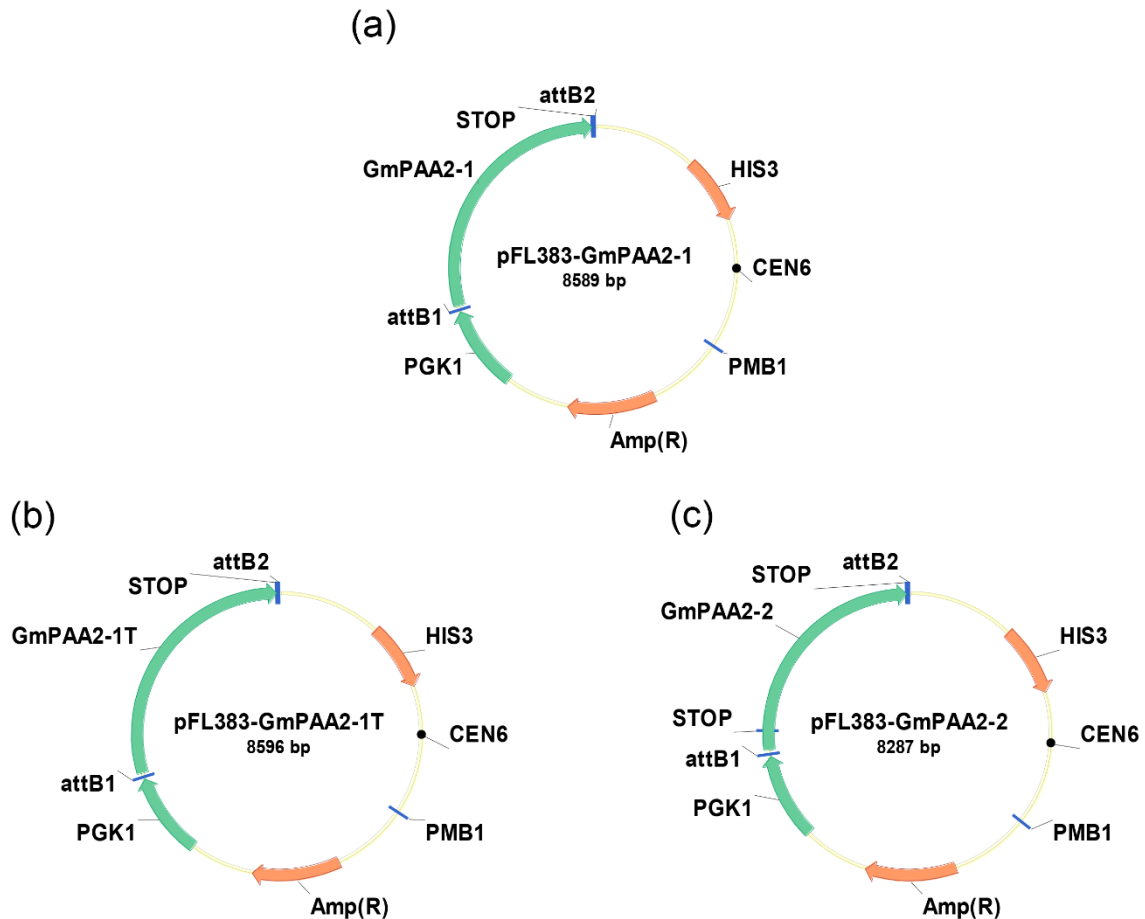 (a)
attB2
STOP
GmPAA2-1
HIS3
pFL383-GmPAA2-1
8589 bp
CEN6
attB1
PGK1
PMB1
Amp(R)
(b)
attB2
STOP
GmPAA2-1T
HIS3
pFL383-GmPAA2-1T
8596 bp
CEN6
attB1
PGK1
PMB1
Amp(R)
(c)
attB2
STOP
GmPAA2-2
HIS3
STOP
pFL383-GmPAA2-2
8287 bp
CEN6
attB1
PGK1
PMB1
Amp(R)